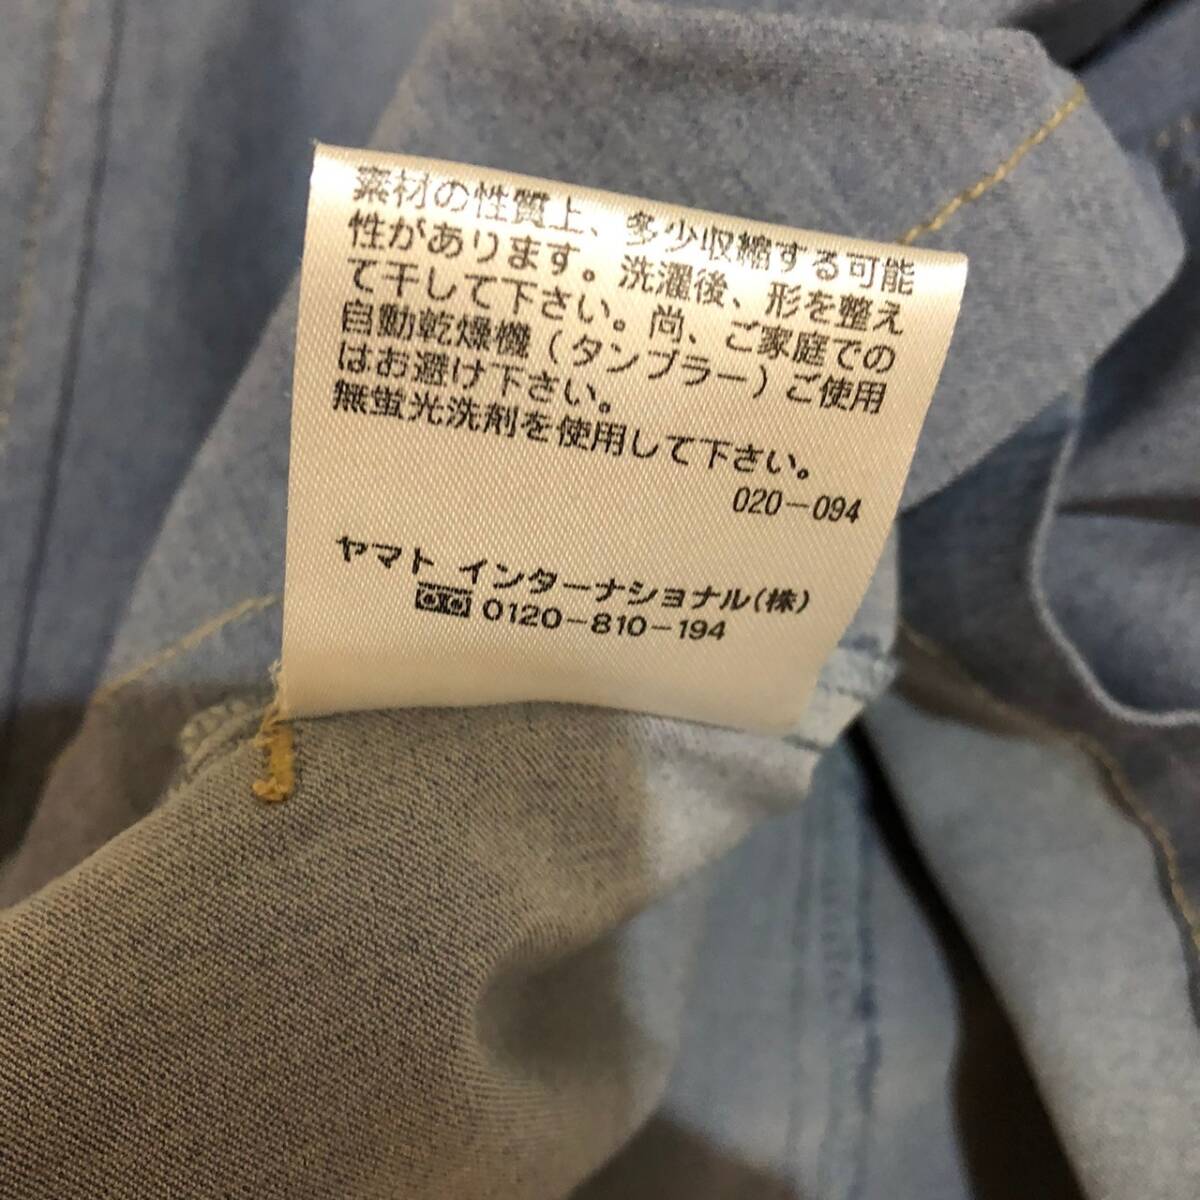 素材の性質上、多少収縮する可能
性があります。洗濯後、形を整え
て干して下さい。尚、ご家庭での
自動乾燥機(タンブラー)ご使用
はお避け下さい。
無蛍光洗剤を使用して下さい。
020-094
ヤマト インターナショナル(株)
0120-810-194